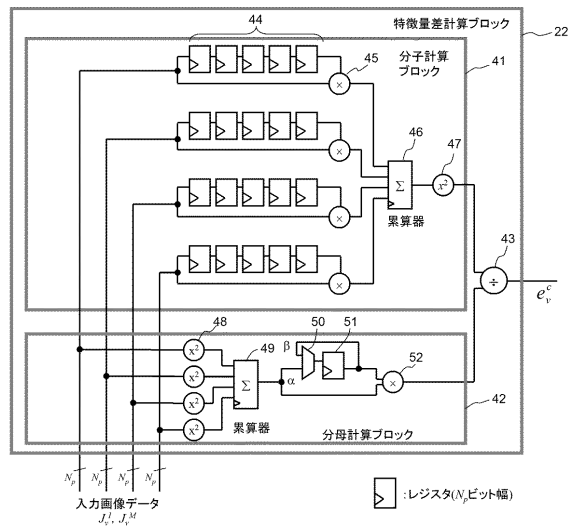 特徴量差計算ブロック
22
44
分子計算
ブロック
41
45
×
46
47
×
Σ
x²
×
累算器
43
÷
×
e_v^c
48
x²
49
50
51
β
52
x²
Σ
α
×
x²
x²
累算器
分母計算ブロック
42
N_p N_p N_p N_p
入力画像データ
J_v^I, J_v^M
:レジスタ(N_pビット幅)